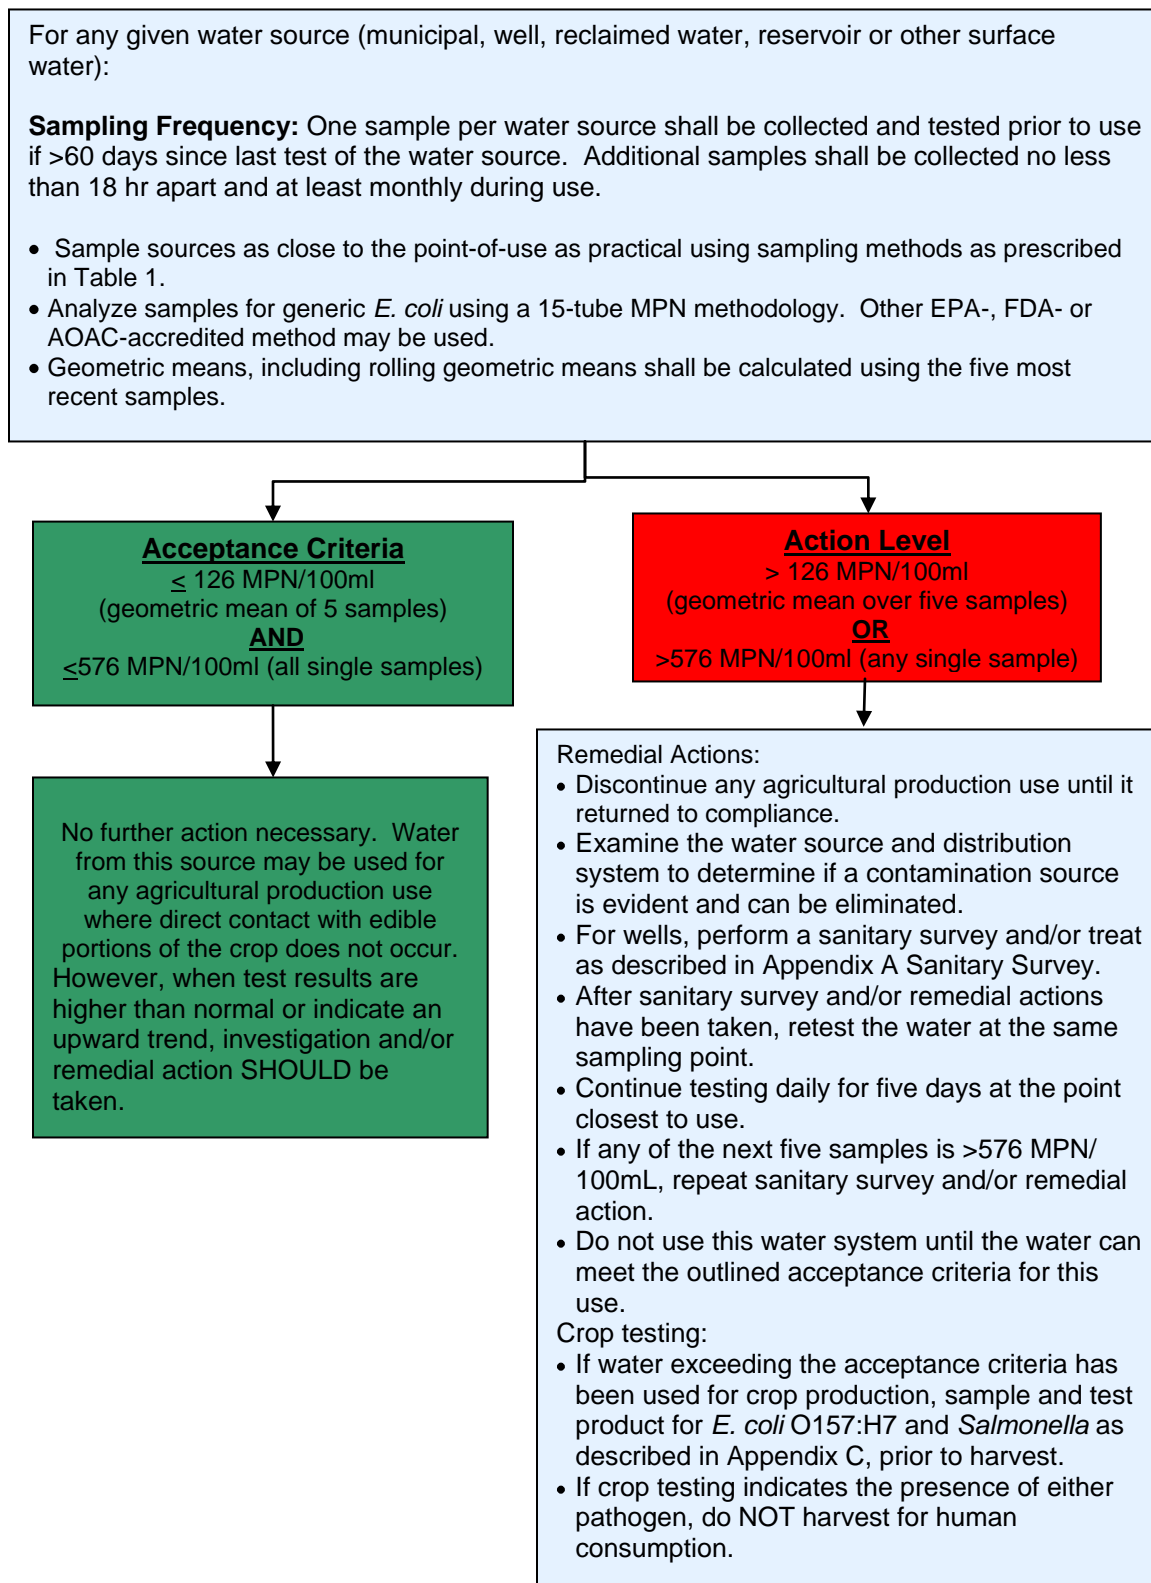 For any given water source (municipal, well, reclaimed water, reservoir or other surface
water):
Sampling Frequency: One sample per water source shall be collected and tested prior to use
if >60 days since last test of the water source.  Additional samples shall be collected no less
than 18 hr apart and at least monthly during use.
• Sample sources as close to the point-of-use as practical using sampling methods as prescribed
in Table 1.
• Analyze samples for generic E. coli using a 15-tube MPN methodology.  Other EPA-, FDA- or
AOAC-accredited method may be used.
• Geometric means, including rolling geometric means shall be calculated using the five most
recent samples.
Acceptance Criteria
≤ 126 MPN/100ml
(geometric mean of 5 samples)
AND
≤576 MPN/100ml (all single samples)
No further action necessary.  Water
from this source may be used for
any agricultural production use
where direct contact with edible
portions of the crop does not occur.
However, when test results are
higher than normal or indicate an
upward trend, investigation and/or
remedial action SHOULD be
taken.
Action Level
> 126 MPN/100ml
(geometric mean over five samples)
OR
>576 MPN/100ml (any single sample)
Remedial Actions:
• Discontinue any agricultural production use until it
returned to compliance.
• Examine the water source and distribution
system to determine if a contamination source
is evident and can be eliminated.
• For wells, perform a sanitary survey and/or treat
as described in Appendix A Sanitary Survey.
• After sanitary survey and/or remedial actions
have been taken, retest the water at the same
sampling point.
• Continue testing daily for five days at the point
closest to use.
• If any of the next five samples is >576 MPN/
100mL, repeat sanitary survey and/or remedial
action.
• Do not use this water system until the water can
meet the outlined acceptance criteria for this
use.
Crop testing:
• If water exceeding the acceptance criteria has
been used for crop production, sample and test
product for E. coli O157:H7 and Salmonella as
described in Appendix C, prior to harvest.
• If crop testing indicates the presence of either
pathogen, do NOT harvest for human
consumption.